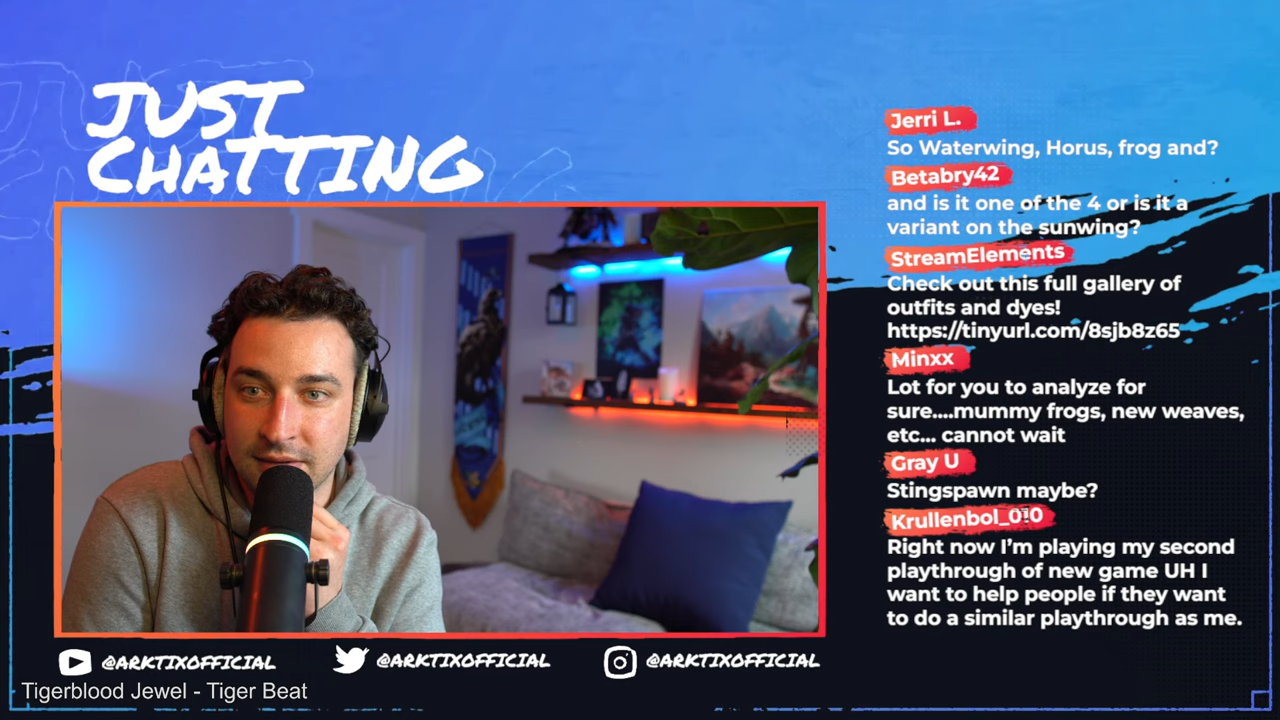 JUST
CHATTING
Jerri L.
So Waterwing, Horus, frog and?
Betabry42
and is it one of the 4 or is it a
variant on the sunwing?
StreamElements
Check out this full gallery of
outfits and dyes!
https://tinyurl.com/8sjb8z65
Minxx
Lot for you to analyze for
sure....mummy frogs, new weaves,
etc... cannot wait
Gray U
Stingspawn maybe?
Krullenbol_010
Right now I'm playing my second
playthrough of new game UH I
want to help people if they want
to do a similar playthrough as me.
@ARKTIXOFFICIAL
@ARKTIXOFFICIAL
@ARKTIXOFFICIAL
Tigerblood Jewel - Tiger Beat